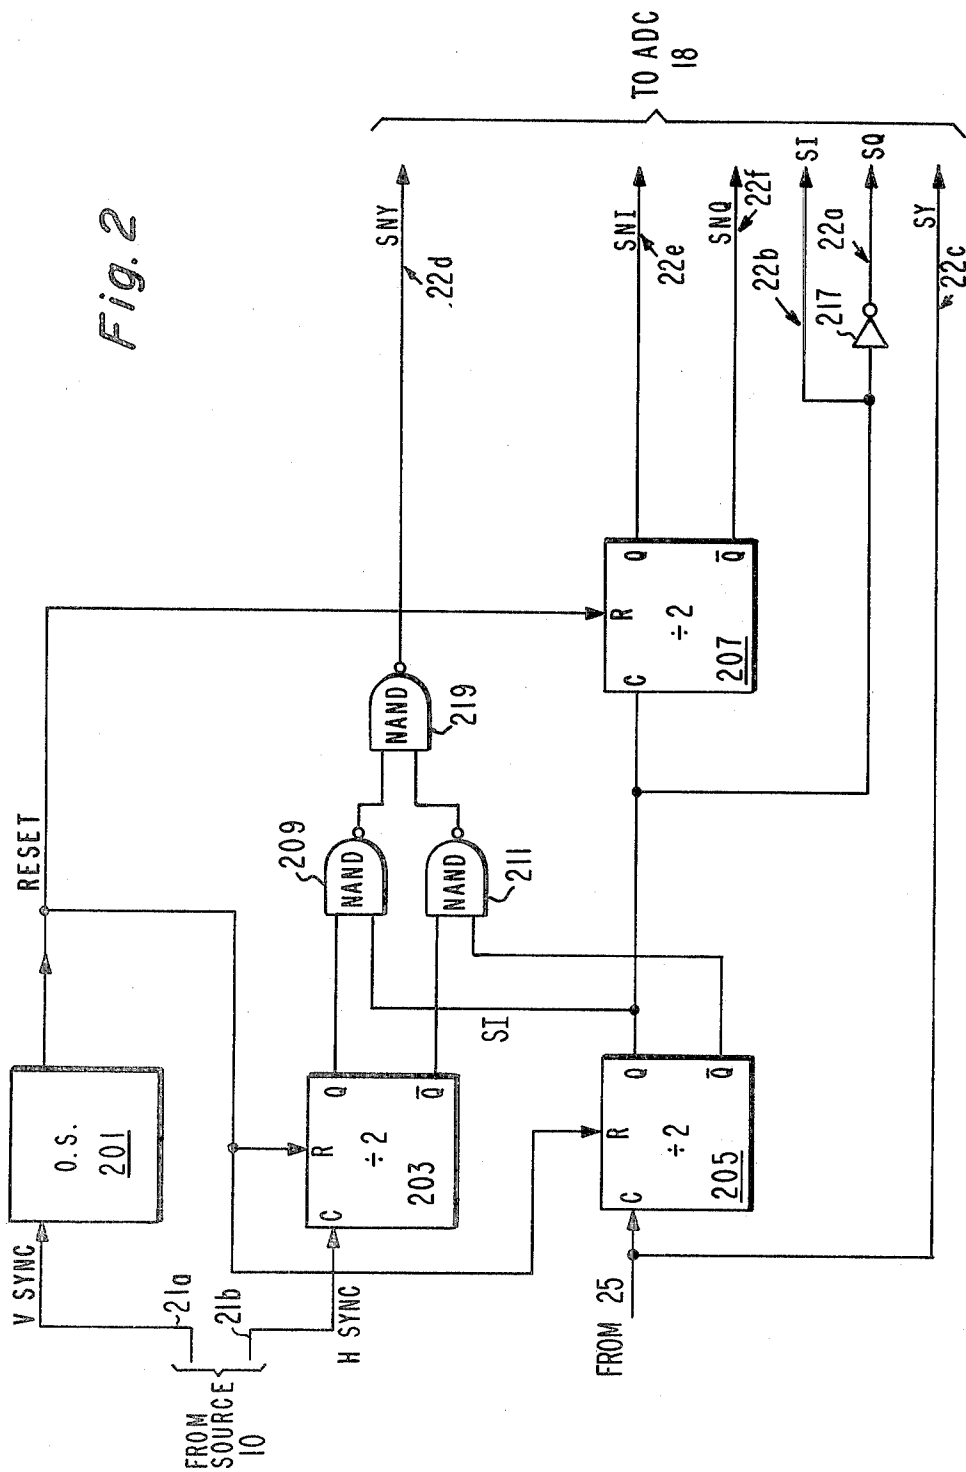 Fig. 2
FROM
SOURCE
10
21a
21b
V SYNC
H SYNC
O.S.
201
RESET
C
R
÷2
203
Q
Q̅
209
NAND
NAND
211
NAND
219
SNY
22d
SI
FROM 25
C
R
÷2
205
Q
Q̅
C
R
÷2
207
Q
Q̅
SNI
22e
SNQ
22f
22b
SI
217
22a
SQ
SY
22c
TO ADC
18